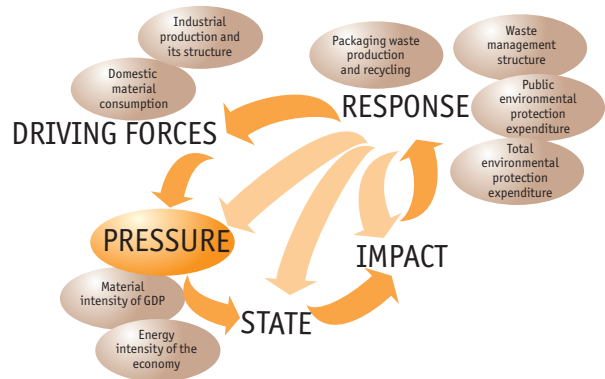 Industrial
production and
its structure
Domestic
material
consumption
Packaging waste
production
and recycling
Waste
management
structure
Public
environmental
protection
expenditure
Total
environmental
protection
expenditure
RESPONSE
DRIVING FORCES
PRESSURE
IMPACT
STATE
Material
intensity of GDP
Energy
intensity of the
economy